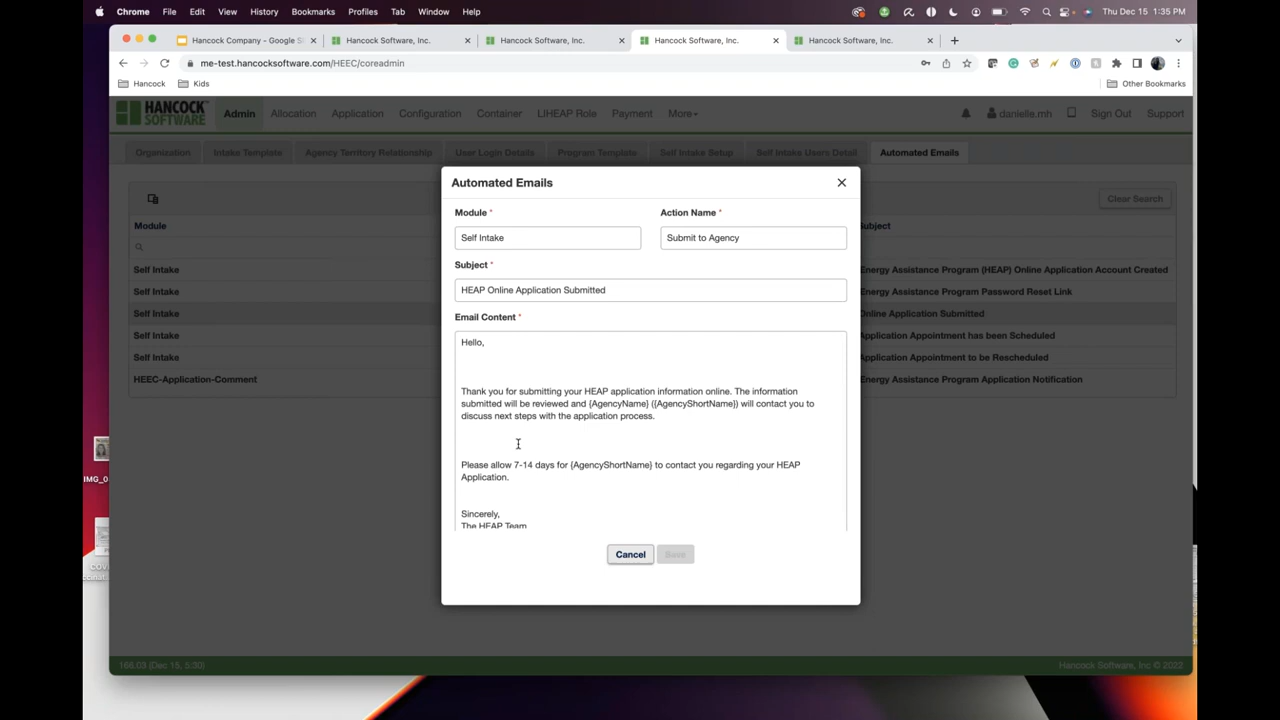 Chrome File Edit View History Bookmarks Profiles Tab Window Help Thu Dec 15 1:35 PM
Hancock Company - Google S Hancock Software, Inc. Hancock Software, Inc. Hancock Software, Inc. Hancock Software, Inc.
me-test.hancocksoftware.com/HEEC/coreadmin
Hancock Kids Other Bookmarks
HANCOCK SOFTWARE Admin Allocation Application Configuration Container LIHEAP Role Payment More danielle.mh Sign Out Support
Organization Intake Template Agency Territory Relationship User Login Details Program Template Self Intake Setup Self Intake Users Detail Automated Emails
Automated Emails
Clear Search
Module * Action Name *
Module Subject
Self Intake Submit to Agency
Subject *
Self Intake Energy Assistance Program (HEAP) Online Application Account Created
HEAP Online Application Submitted
Self Intake Energy Assistance Program Password Reset Link
Self Intake Online Application Submitted
Email Content *
Self Intake Application Appointment has been Scheduled
Hello,
Self Intake Application Appointment to be Rescheduled
HEEC-Application-Comment Energy Assistance Program Application Notification
Thank you for submitting your HEAP application information online. The information
submitted will be reviewed and {AgencyName} ({AgencyShortName}) will contact you to
discuss next steps with the application process.
Please allow 7-14 days for {AgencyShortName} to contact you regarding your HEAP
Application.
IMG_0
Sincerely,
The HEAP Team
Cancel Save
166.03 (Dec 15, 5:30) Hancock Software, Inc © 2022